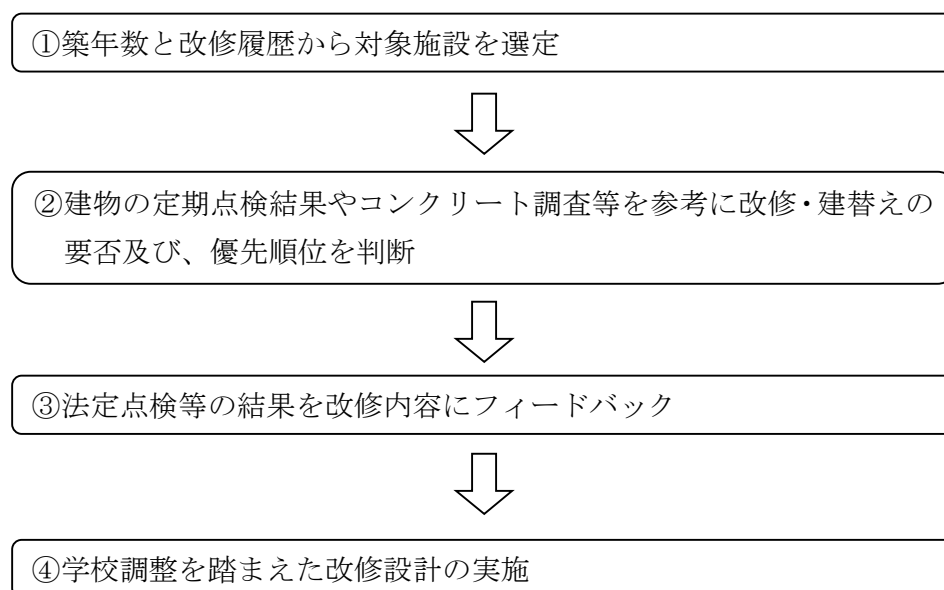 ①築年数と改修履歴から対象施設を選定
②建物の定期点検結果やコンクリート調査等を参考に改修・建替えの
要否及び、優先順位を判断
③法定点検等の結果を改修内容にフィードバック
④学校調整を踏まえた改修設計の実施